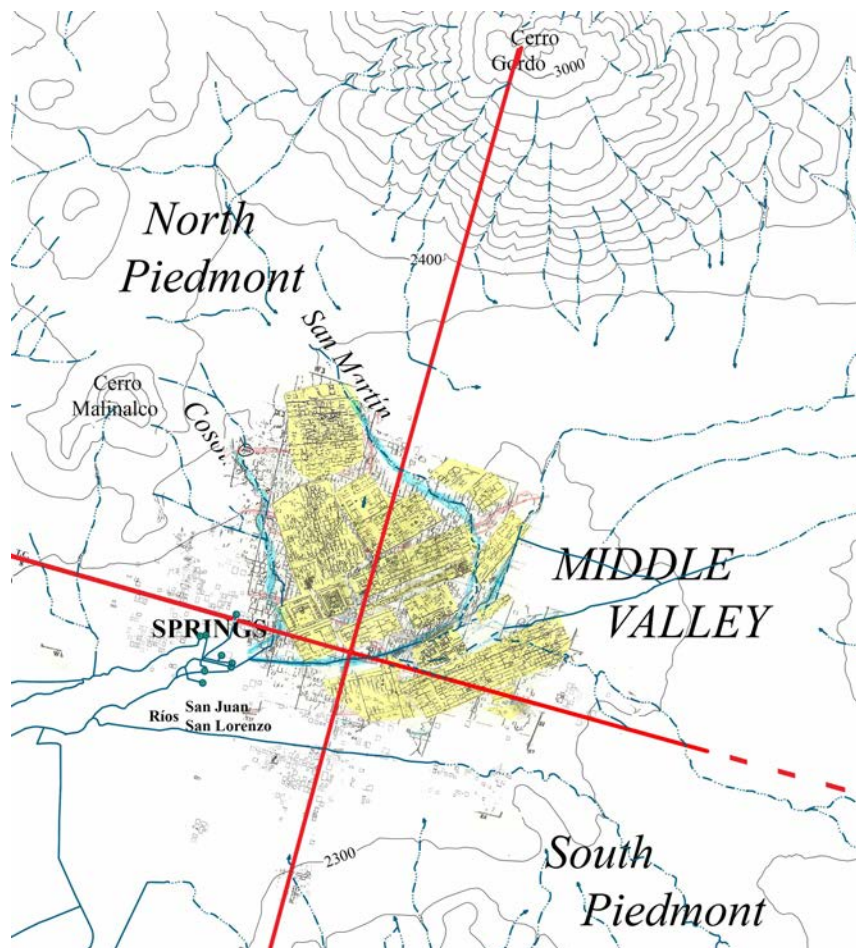 Cerro
Gordo
3000
North
Piedmont
2400
San Martín
Cerro
Malinalco
MIDDLE
VALLEY
SPRINGS
Ríos San Juan
San Lorenzo
2300
South
Piedmont